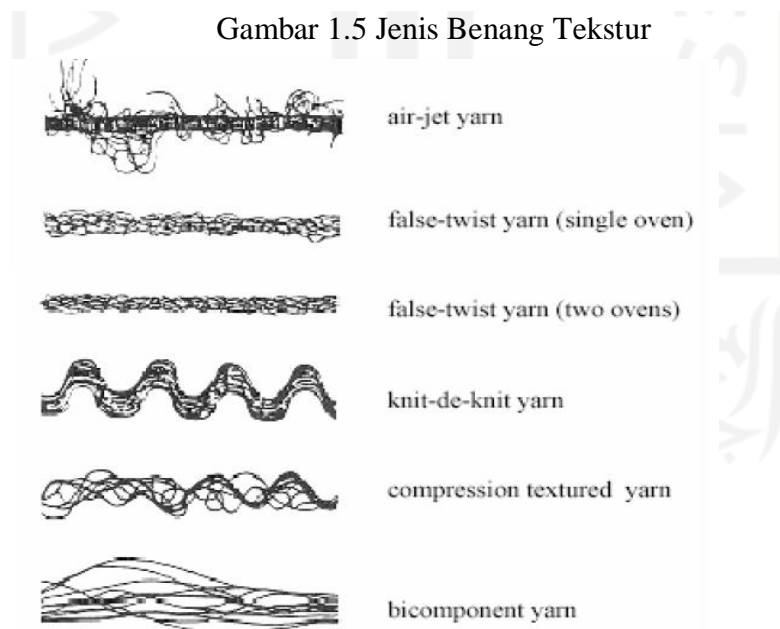 Gambar 1.5 Jenis Benang Tekstur
air-jet yarn
false-twist yarn (single oven)
false-twist yarn (two ovens)
knit-de-knit yarn
compression textured yarn
bicomponent yarn